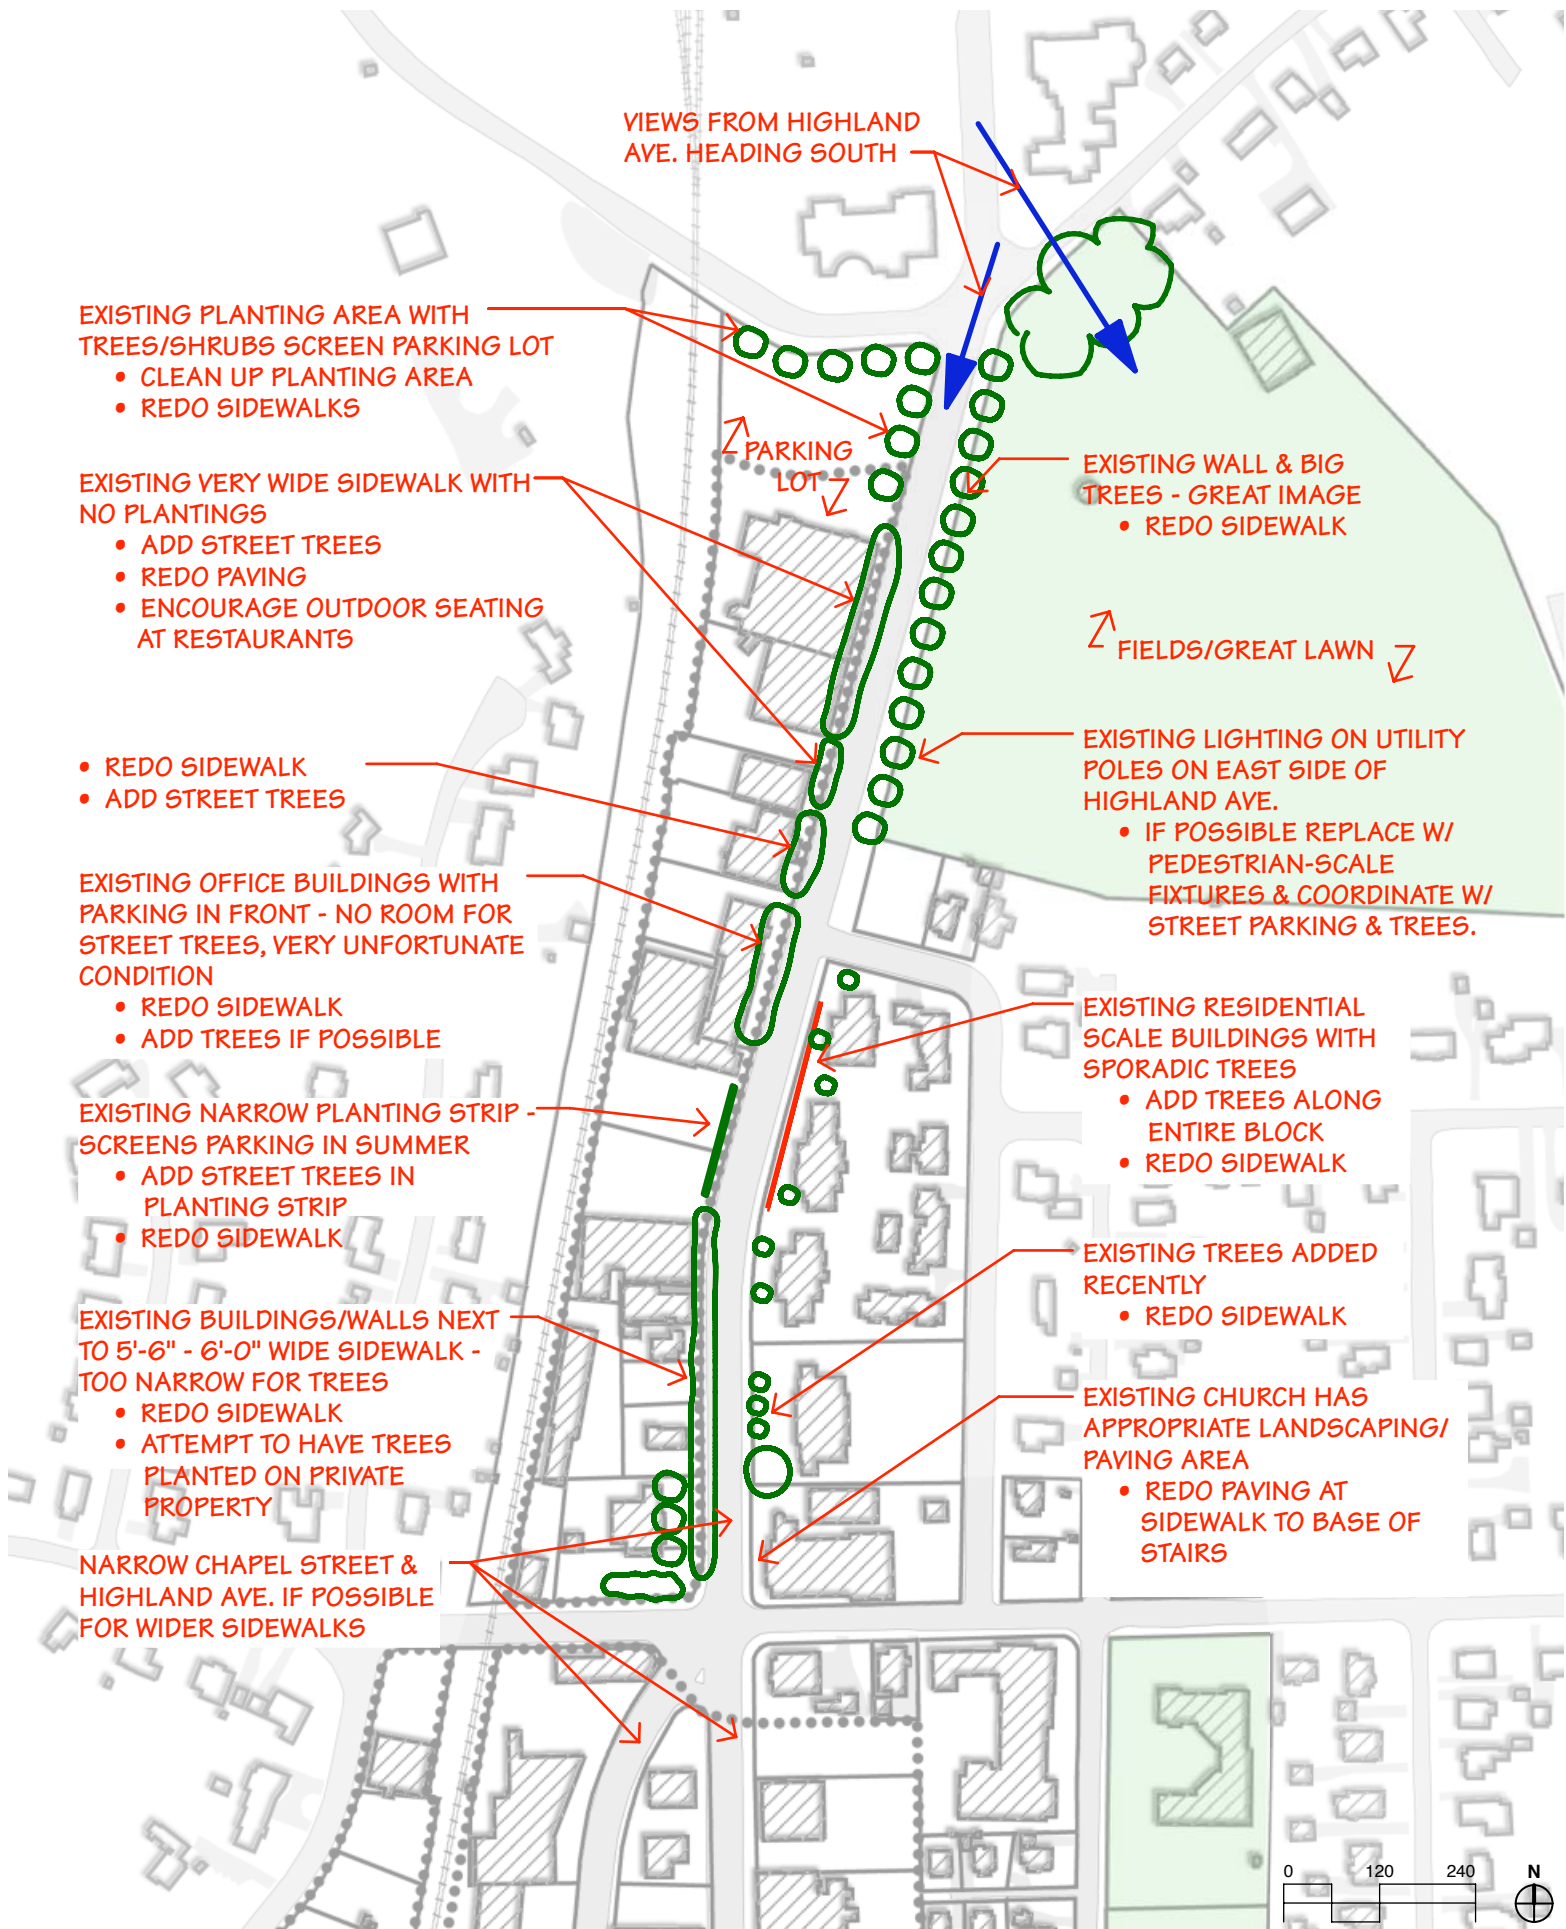 VIEWS FROM HIGHLAND
AVE. HEADING SOUTH
EXISTING PLANTING AREA WITH
TREES/SHRUBS SCREEN PARKING LOT
• CLEAN UP PLANTING AREA
• REDO SIDEWALKS
PARKING
LOT
EXISTING VERY WIDE SIDEWALK WITH
NO PLANTINGS
• ADD STREET TREES
• REDO PAVING
• ENCOURAGE OUTDOOR SEATING
AT RESTAURANTS
• REDO SIDEWALK
• ADD STREET TREES
EXISTING OFFICE BUILDINGS WITH
PARKING IN FRONT - NO ROOM FOR
STREET TREES, VERY UNFORTUNATE
CONDITION
• REDO SIDEWALK
• ADD TREES IF POSSIBLE
EXISTING NARROW PLANTING STRIP -
SCREENS PARKING IN SUMMER
• ADD STREET TREES IN
PLANTING STRIP
• REDO SIDEWALK
EXISTING BUILDINGS/WALLS NEXT
TO 5'-6" - 6'-0" WIDE SIDEWALK -
TOO NARROW FOR TREES
• REDO SIDEWALK
• ATTEMPT TO HAVE TREES
PLANTED ON PRIVATE
PROPERTY
NARROW CHAPEL STREET &
HIGHLAND AVE. IF POSSIBLE
FOR WIDER SIDEWALKS
EXISTING WALL & BIG
TREES - GREAT IMAGE
• REDO SIDEWALK
FIELDS/GREAT LAWN
EXISTING LIGHTING ON UTILITY
POLES ON EAST SIDE OF
HIGHLAND AVE.
• IF POSSIBLE REPLACE W/
PEDESTRIAN-SCALE
FIXTURES & COORDINATE W/
STREET PARKING & TREES.
EXISTING RESIDENTIAL
SCALE BUILDINGS WITH
SPORADIC TREES
• ADD TREES ALONG
ENTIRE BLOCK
• REDO SIDEWALK
EXISTING TREES ADDED
RECENTLY
• REDO SIDEWALK
EXISTING CHURCH HAS
APPROPRIATE LANDSCAPING/
PAVING AREA
• REDO PAVING AT
SIDEWALK TO BASE OF
STAIRS
0 120 240 N